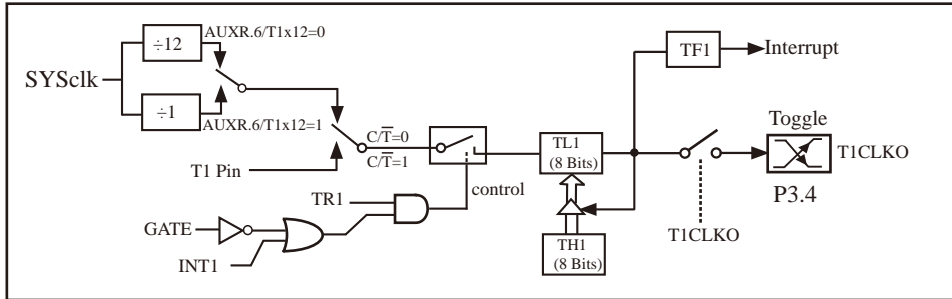 SYSclk
÷12
AUXR.6/T1x12=0
÷1
AUXR.6/T1x12=1
T1 Pin
C/T̅=0
C/T̅=1
TR1
GATE
INT1
control
TL1
(8 Bits)
TH1
(8 Bits)
TF1
Interrupt
Toggle
T1CLKO
P3.4
T1CLKO